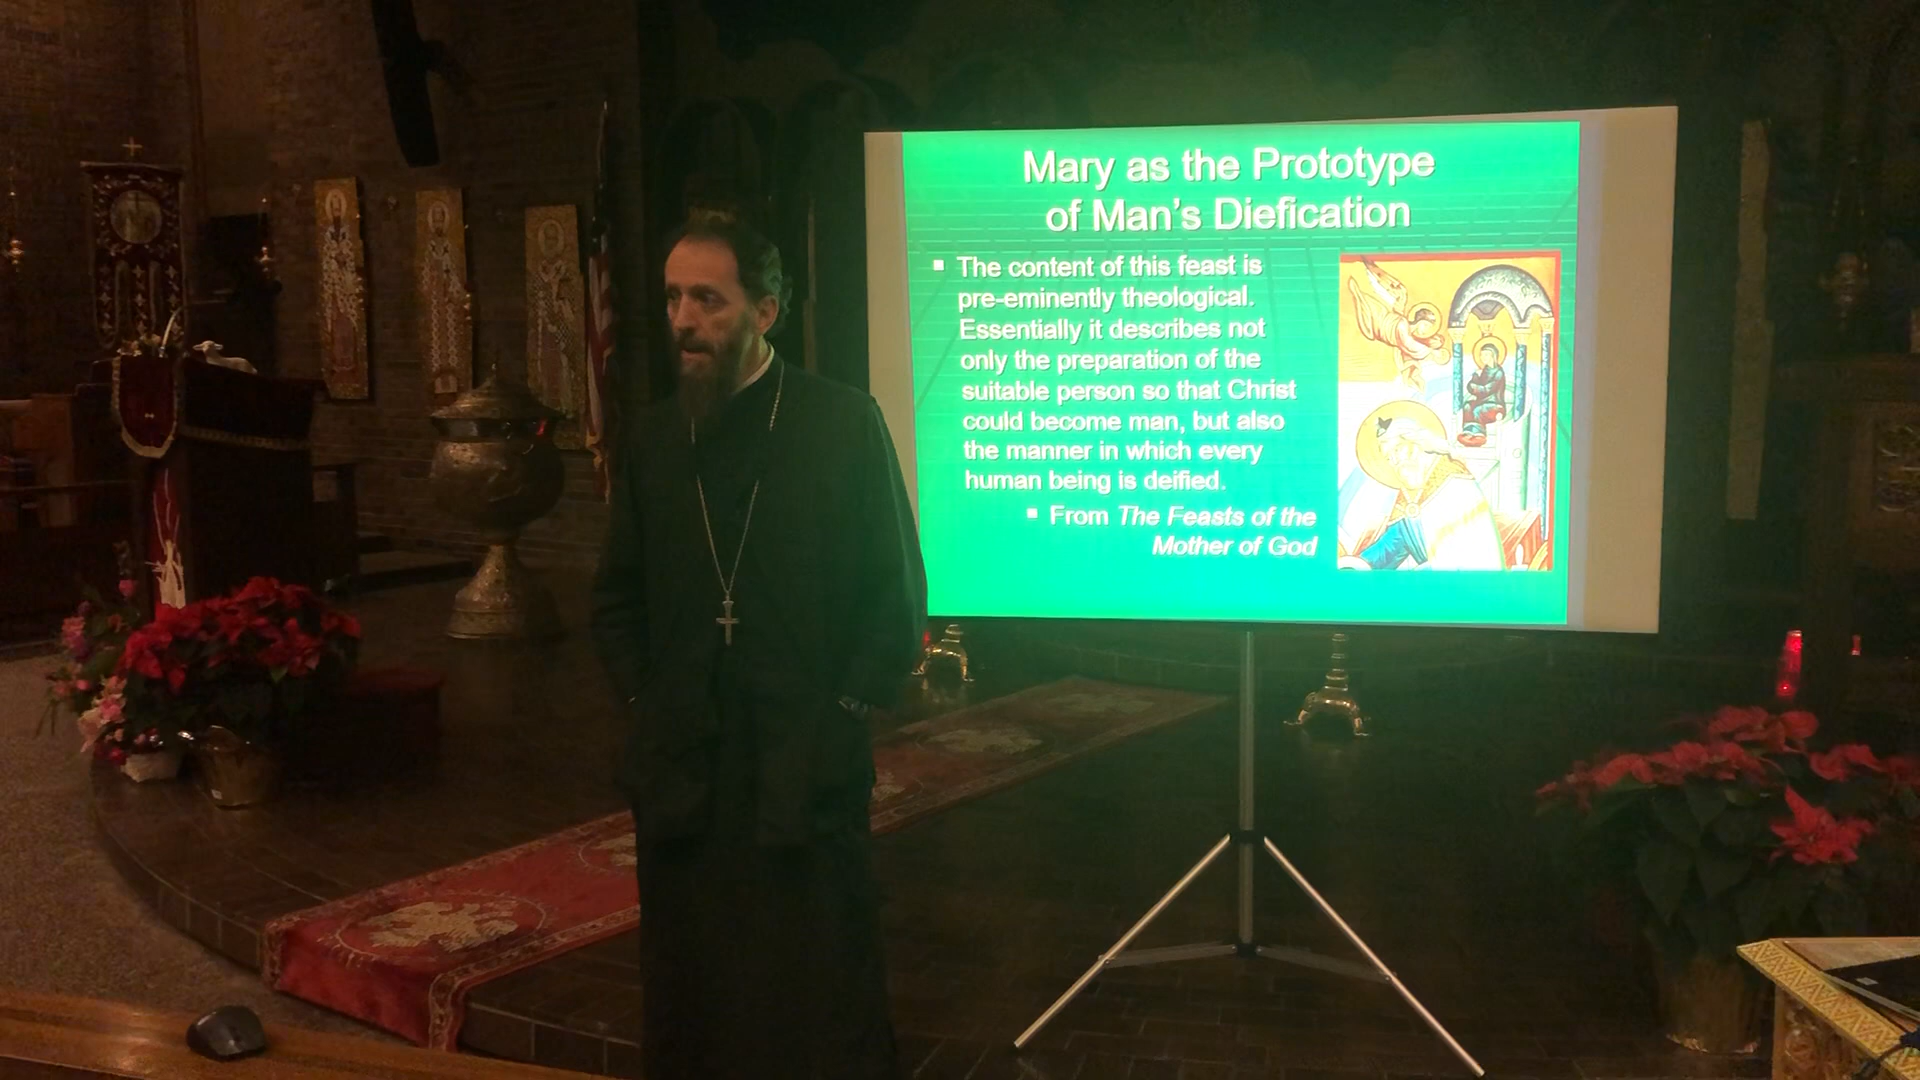 Mary as the Prototype
of Man's Diefication
▪ The content of this feast is
pre-eminently theological.
Essentially it describes not
only the preparation of the
suitable person so that Christ
could become man, but also
the manner in which every
human being is deified.
▪ From The Feasts of the
Mother of God